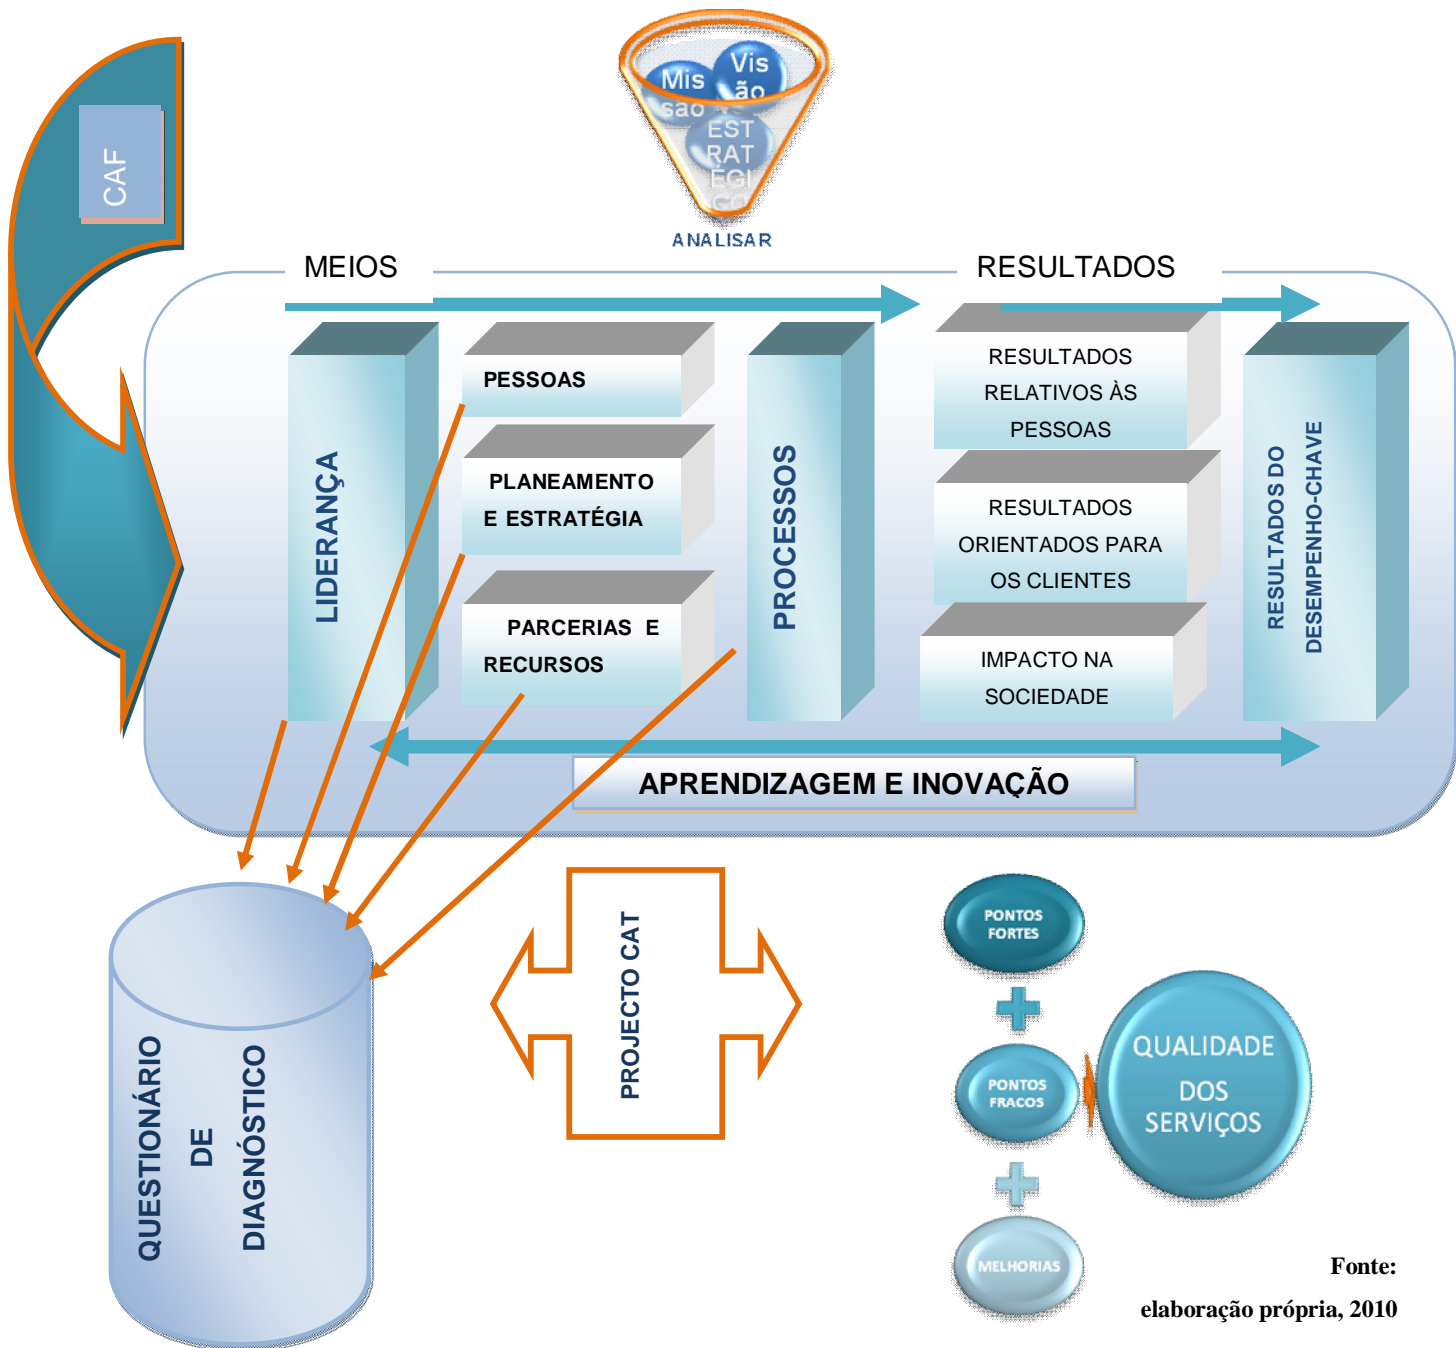 CAF
Mis
são
Vis
ão
EST
RAT
ÉGI
CO
ANALISAR
MEIOS
RESULTADOS
LIDERANÇA
PESSOAS
PLANEAMENTO
E ESTRATÉGIA
PARCERIAS E
RECURSOS
PROCESSOS
RESULTADOS
RELATIVOS ÀS
PESSOAS
RESULTADOS
ORIENTADOS PARA
OS CLIENTES
IMPACTO NA
SOCIEDADE
RESULTADOS DO
DESEMPENHO-CHAVE
APRENDIZAGEM E INOVAÇÃO
QUESTIONÁRIO
DE
DIAGNÓSTICO
PROJECTO CAT
PONTOS
FORTES
PONTOS
FRACOS
MELHORIAS
QUALIDADE
DOS
SERVIÇOS
Fonte:
elaboração própria, 2010